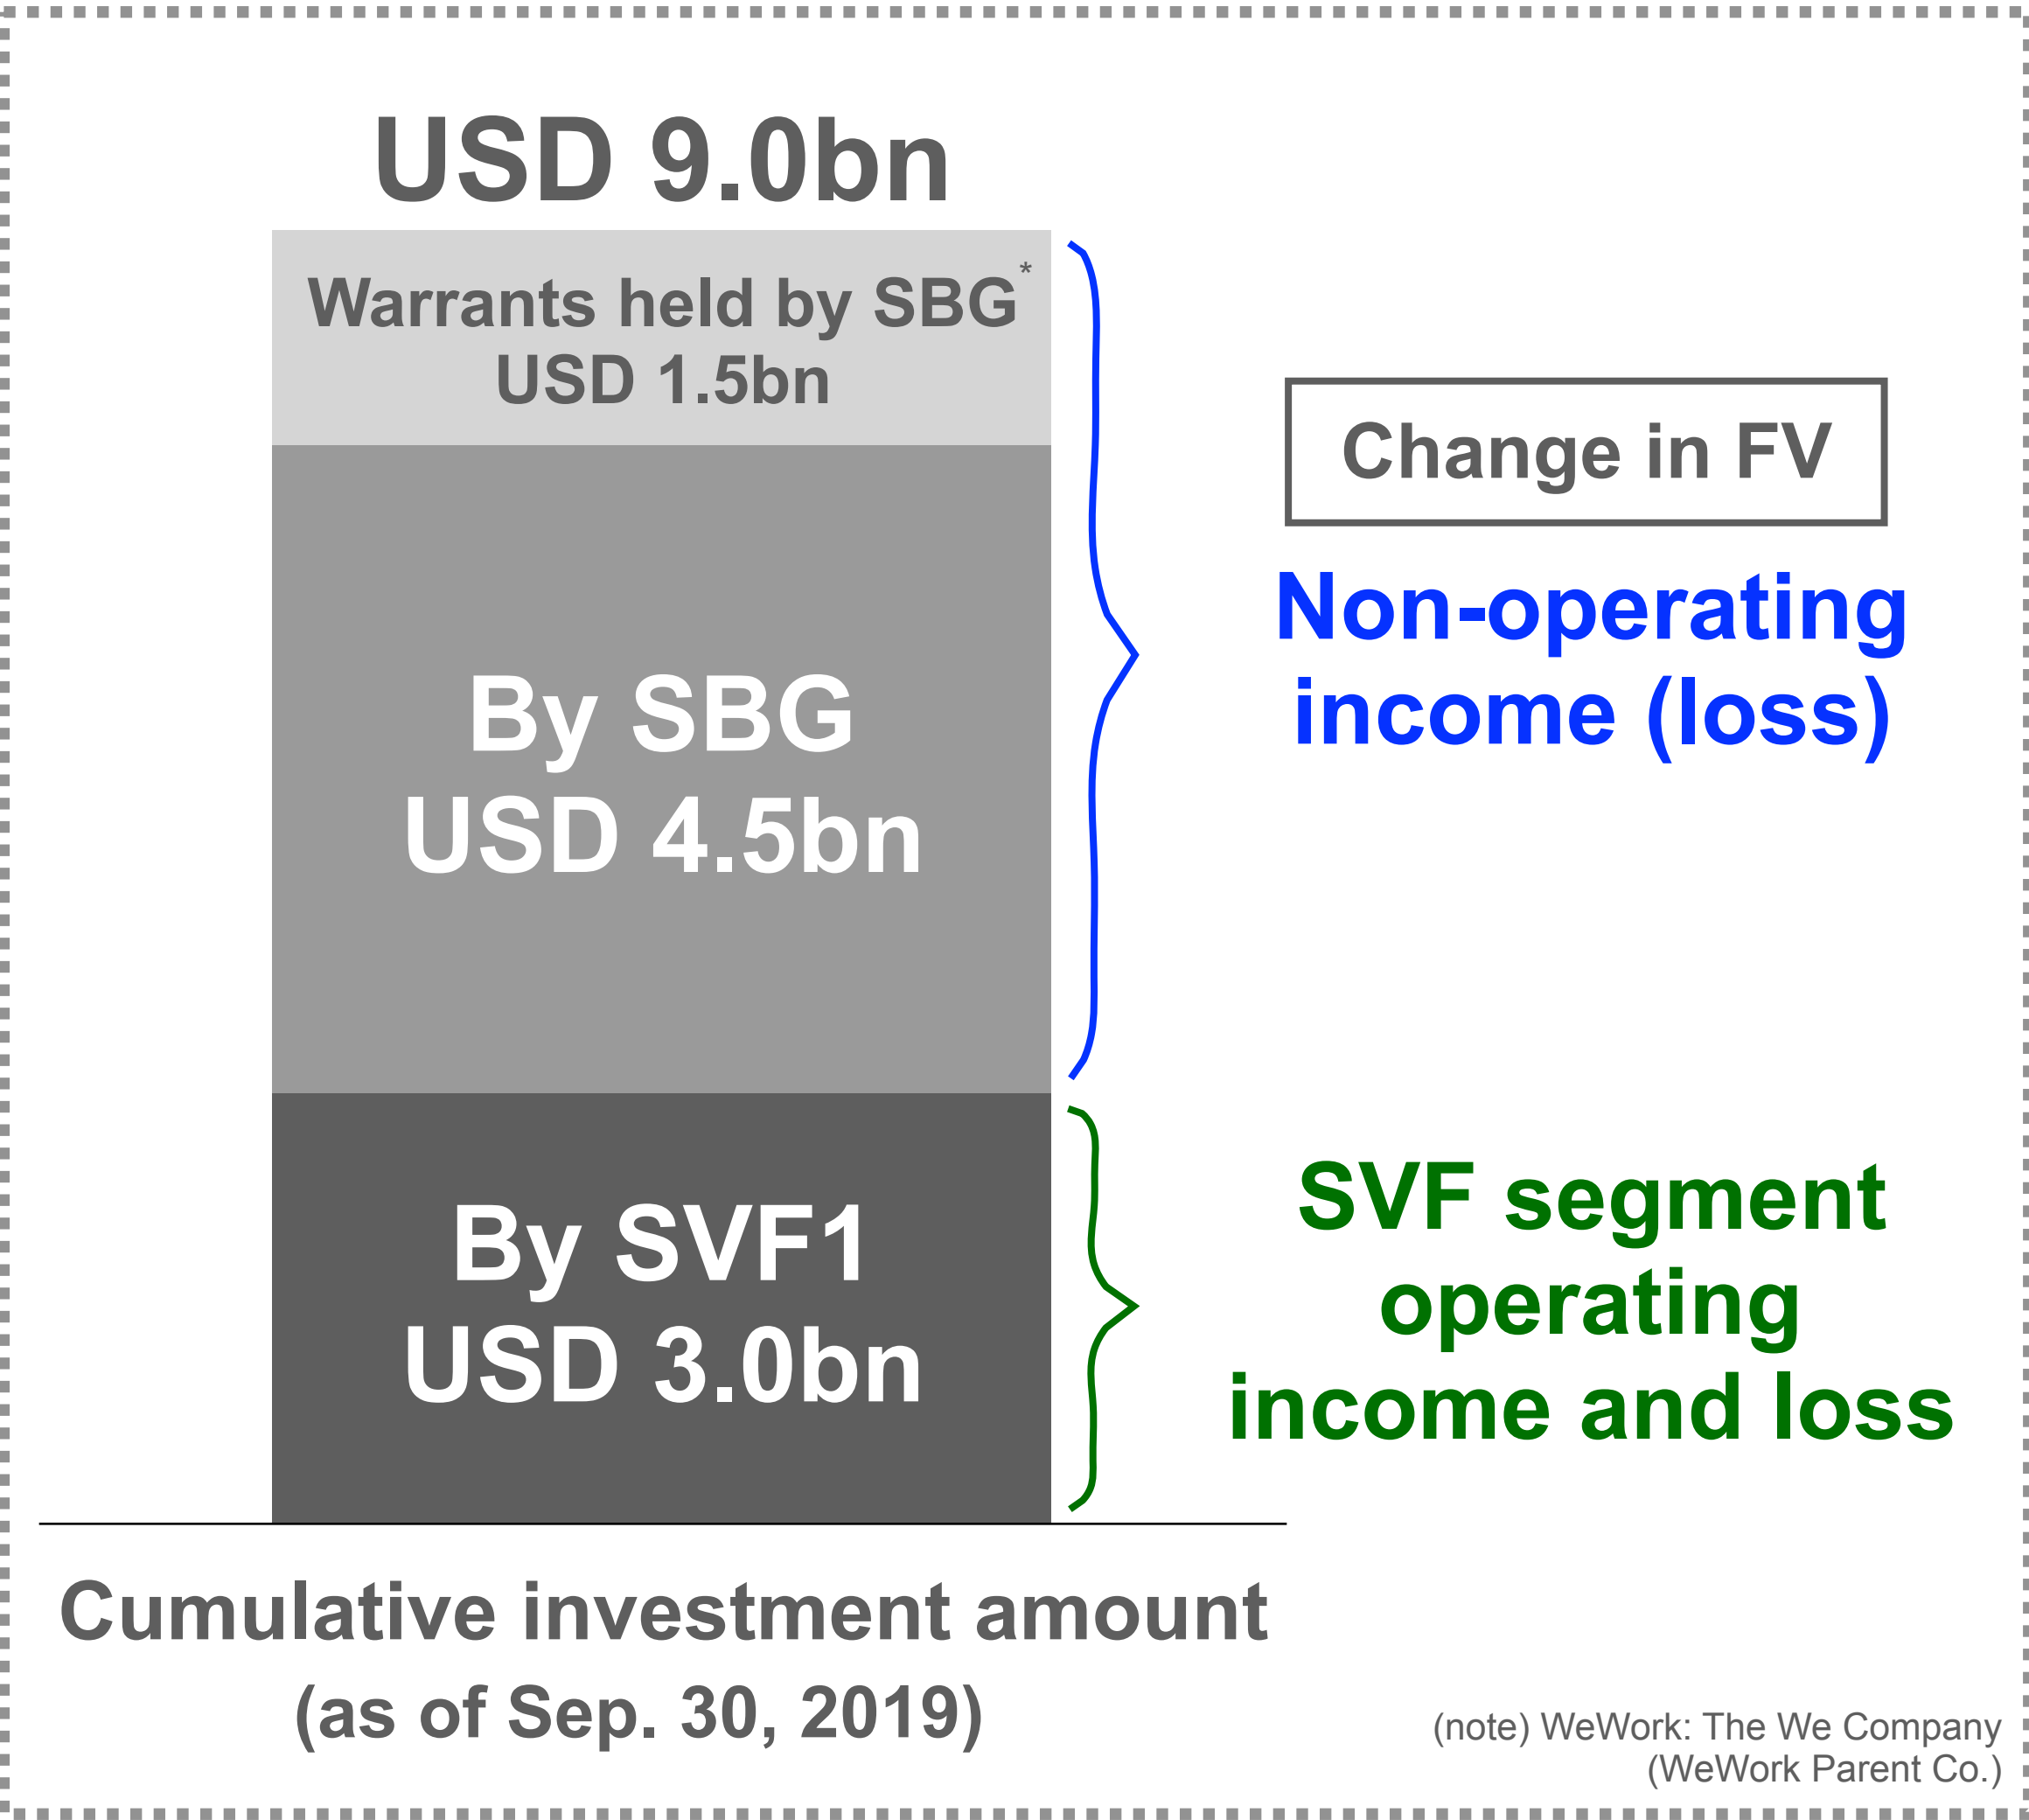 USD 9.0bn
Warrants held by SBG*
USD 1.5bn
By SBG
USD 4.5bn
By SVF1
USD 3.0bn
Change in FV
Non-operating
income (loss)
SVF segment
operating
income and loss
Cumulative investment amount
(as of Sep. 30, 2019)
(note) WeWork: The We Company
(WeWork Parent Co.)